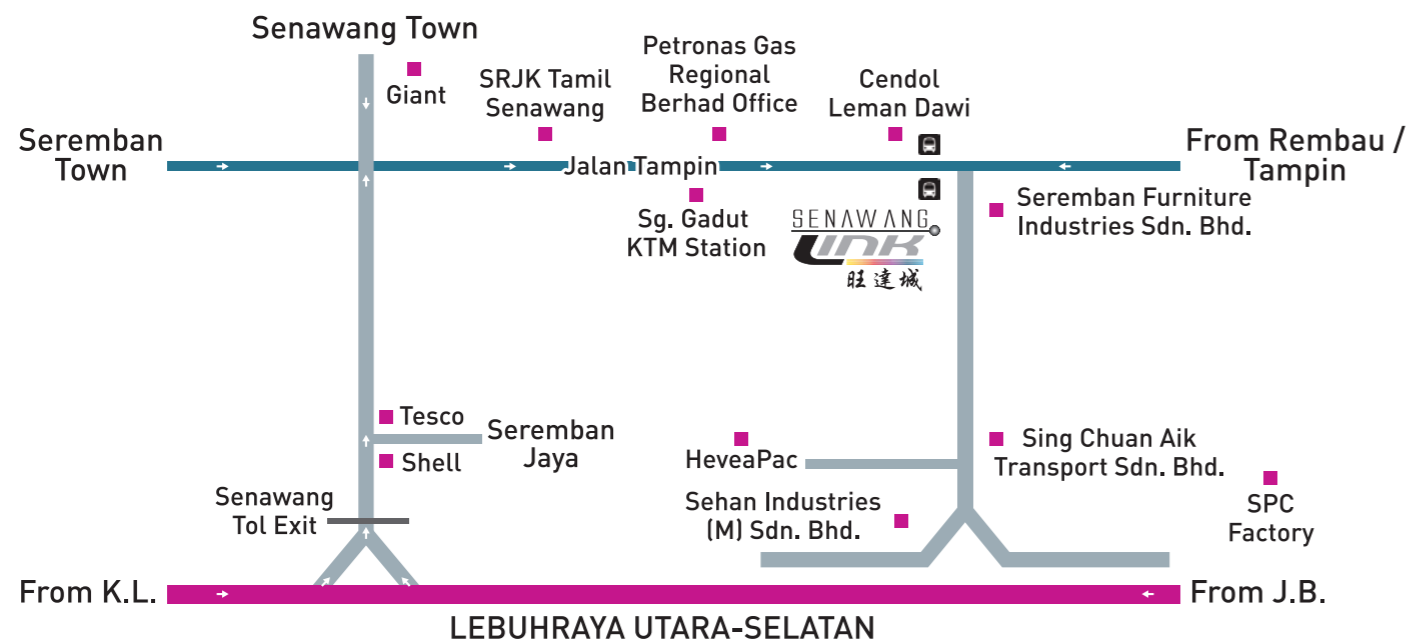 Senawang Town
Giant
SRJK Tamil
Senawang
Petronas Gas
Regional
Berhad Office
Cendol
Leman Dawi
Seremban
Town
Jalan Tampin
From Rembau /
Tampin
Sg. Gadut
KTM Station
SENAWANG
LINK
旺達城
Seremban Furniture
Industries Sdn. Bhd.
Tesco
Seremban
Jaya
Shell
HeveaPac
Sing Chuan Aik
Transport Sdn. Bhd.
Senawang
Tol Exit
Sehan Industries
(M) Sdn. Bhd.
SPC
Factory
From K.L.
From J.B.
LEBUHRAYA UTARA-SELATAN